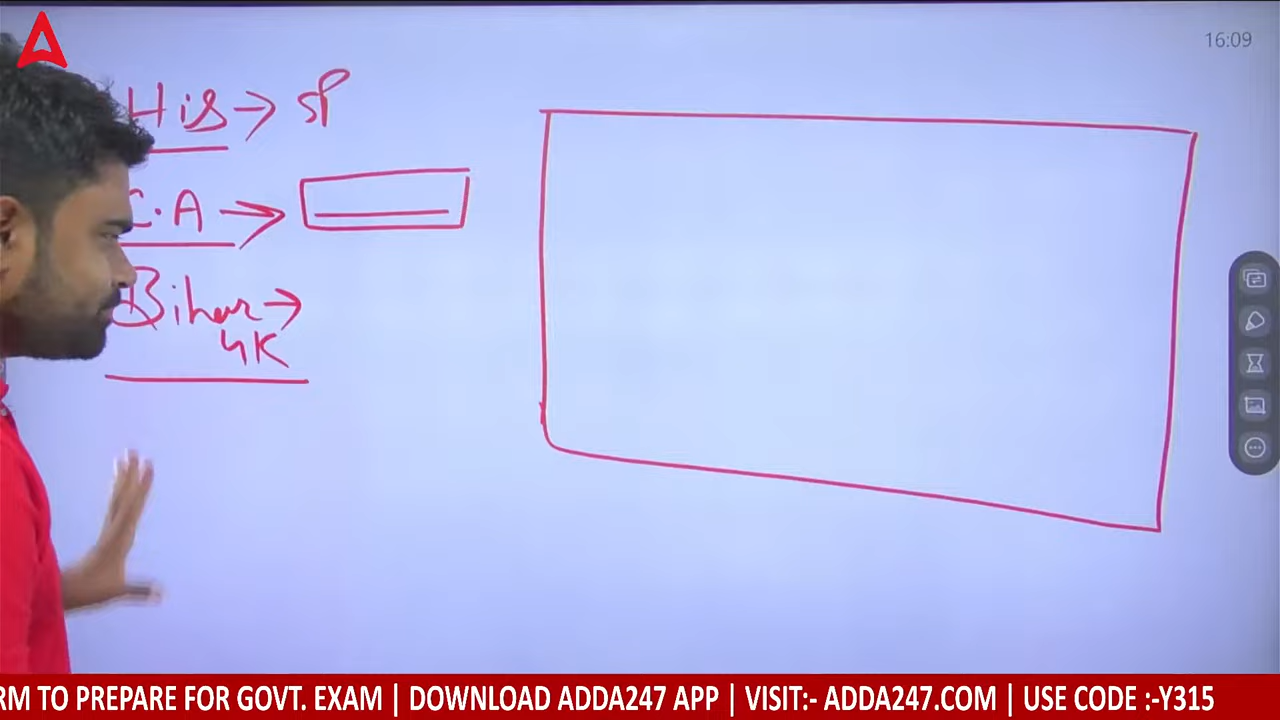 16:09
His → SP
C.A →
Bihar →
4K
RM TO PREPARE FOR GOVT. EXAM | DOWNLOAD ADDA247 APP | VISIT:- ADDA247.COM | USE CODE :-Y315